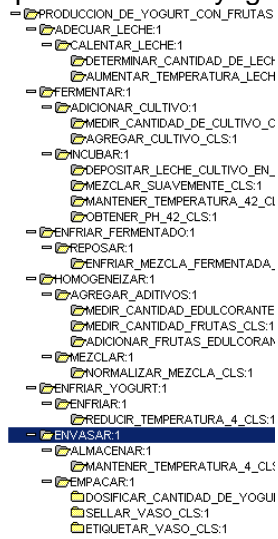 PRODUCCION_DE_YOGURT_CON_FRUTAS
ADECUAR_LECHE:1
CALENTAR_LECHE:1
DETERMINAR_CANTIDAD_DE_LECH
AUMENTAR_TEMPERATURA_LECH
FERMENTAR:1
ADICIONAR_CULTIVO:1
MEDIR_CANTIDAD_DE_CULTIVO_C
AGREGAR_CULTIVO_CLS:1
INCUBAR:1
DEPOSITAR_LECHE_CULTIVO_EN_
MEZCLAR_SUAVEMENTE_CLS:1
MANTENER_TEMPERATURA_42_CL
OBTENER_PH_42_CLS:1
ENFRIAR_FERMENTADO:1
REPOSAR:1
ENFRIAR_MEZCLA_FERMENTADA_
HOMOGENEIZAR:1
AGREGAR_ADITIVOS:1
MEDIR_CANTIDAD_EDULCORANTE
MEDIR_CANTIDAD_FRUTAS_CLS:1
ADICIONAR_FRUTAS_EDULCORAN
MEZCLAR:1
NORMALIZAR_MEZCLA_CLS:1
ENFRIAR_YOGURT:1
ENFRIAR:1
REDUCIR_TEMPERATURA_4_CLS:1
ENVASAR:1
ALMACENAR:1
MANTENER_TEMPERATURA_4_CLS
EMPACAR:1
DOSIFICAR_CANTIDAD_DE_YOGU
SELLAR_VASO_CLS:1
ETIQUETAR_VASO_CLS:1